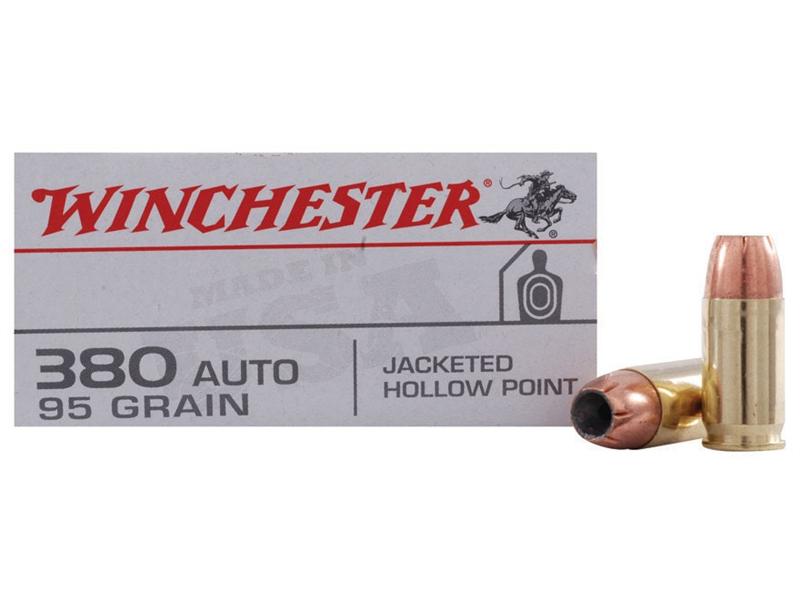 WINCHESTER®
®
MADE IN
USA
380 AUTO
95 GRAIN
JACKETED
HOLLOW POINT